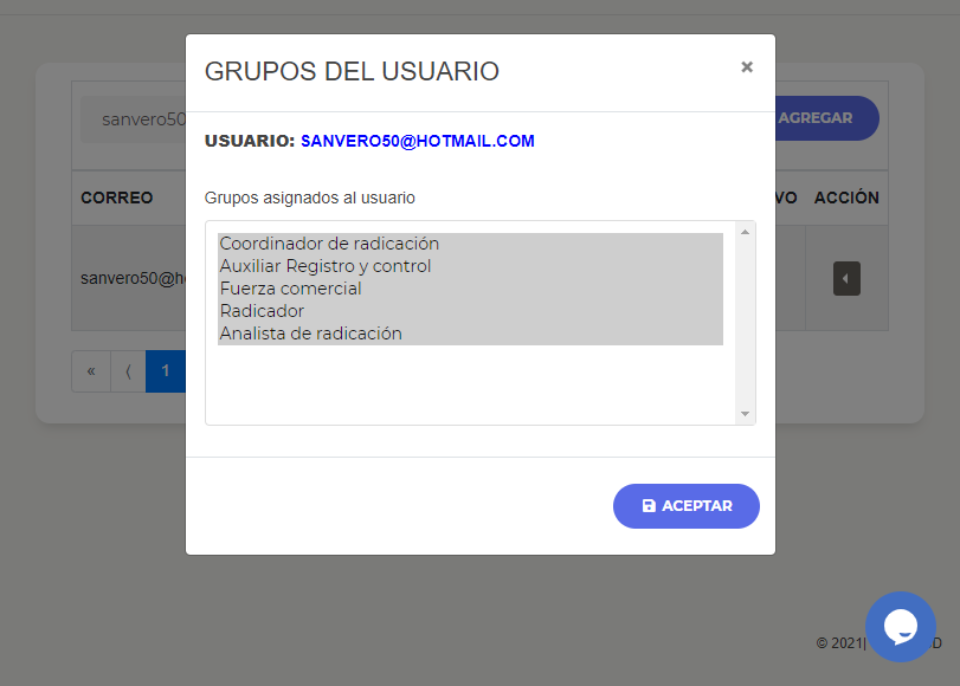 GRUPOS DEL USUARIO ×
sanvero50
AGREGAR
USUARIO: SANVERO50@HOTMAIL.COM
CORREO
Grupos asignados al usuario
VO ACCIÓN
Coordinador de radicación
Auxiliar Registro y control
Fuerza comercial
Radicador
Analista de radicación
sanvero50@h
« ⟨ 1
ACEPTAR
© 2021|
D